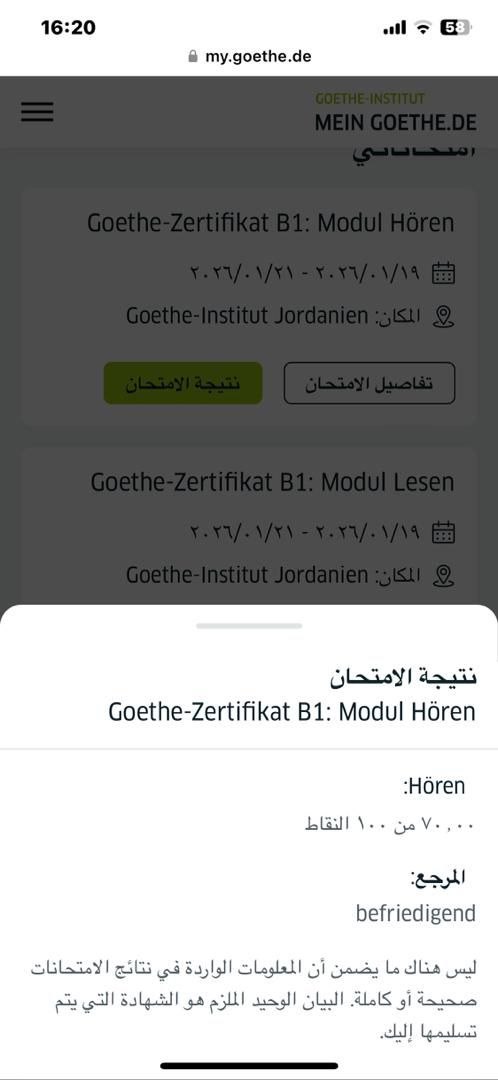 16:20
58
my.goethe.de
GOETHE-INSTITUT
MEIN GOETHE.DE
امتحاناتي
Goethe-Zertifikat B1: Modul Hören
٢٠٢٦/٠١/٢١ - ٢٠٢٦/٠١/١٩
المكان: Goethe-Institut Jordanien
تفاصيل الامتحان
نتيجة الامتحان
Goethe-Zertifikat B1: Modul Lesen
٢٠٢٦/٠١/٢١ - ٢٠٢٦/٠١/١٩
المكان: Goethe-Institut Jordanien
نتيجة الامتحان
Goethe-Zertifikat B1: Modul Hören
Hören:
٧٠,٠٠ من ١٠٠ النقاط
المرجع:
befriedigend
ليس هناك ما يضمن أن المعلومات الواردة في نتائج الامتحانات
صحيحة أو كاملة. البيان الوحيد الملزم هو الشهادة التي يتم
تسليمها إليك.